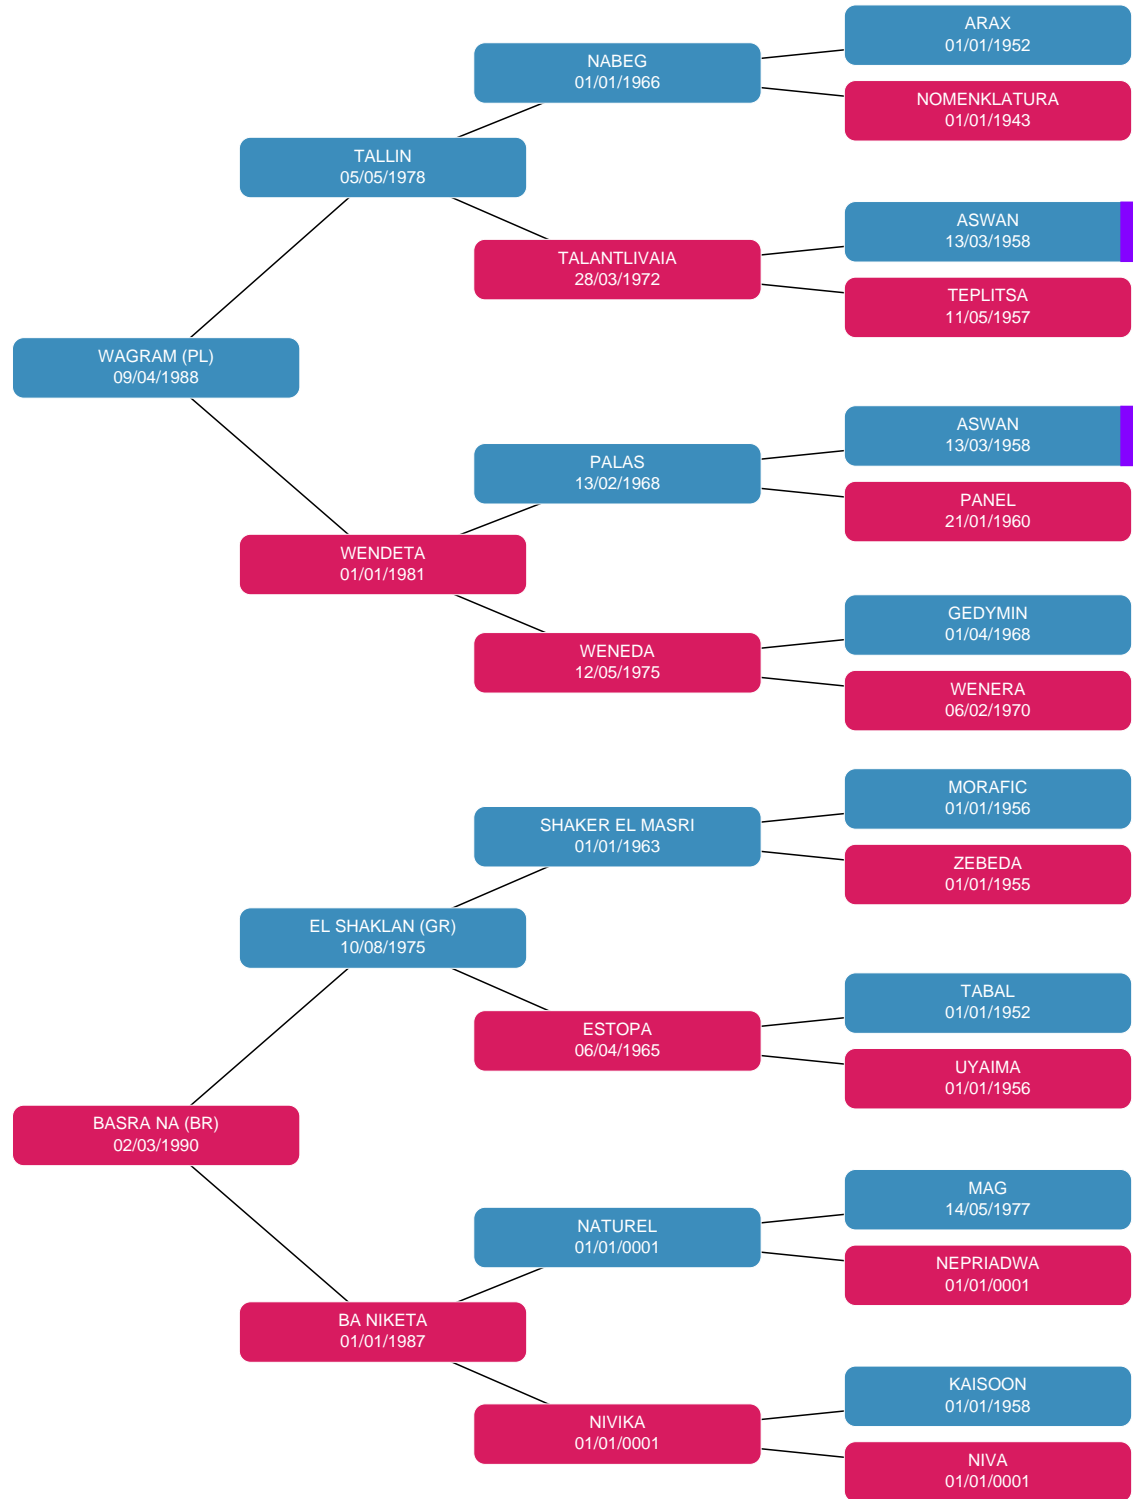 ARAX
01/01/1952
NABEG
01/01/1966
NOMENKLATURA
01/01/1943
TALLIN
05/05/1978
ASWAN
13/03/1958
TALANTLIVAIA
28/03/1972
TEPLITSA
11/05/1957
WAGRAM (PL)
09/04/1988
ASWAN
13/03/1958
PALAS
13/02/1968
PANEL
21/01/1960
WENDETA
01/01/1981
GEDYMIN
01/04/1968
WENEDA
12/05/1975
WENERA
06/02/1970
MORAFIC
01/01/1956
SHAKER EL MASRI
01/01/1963
ZEBEDA
01/01/1955
EL SHAKLAN (GR)
10/08/1975
TABAL
01/01/1952
ESTOPA
06/04/1965
UYAIMA
01/01/1956
BASRA NA (BR)
02/03/1990
MAG
14/05/1977
NATUREL
01/01/0001
NEPRIADWA
01/01/0001
BA NIKETA
01/01/1987
KAISOON
01/01/1958
NIVIKA
01/01/0001
NIVA
01/01/0001